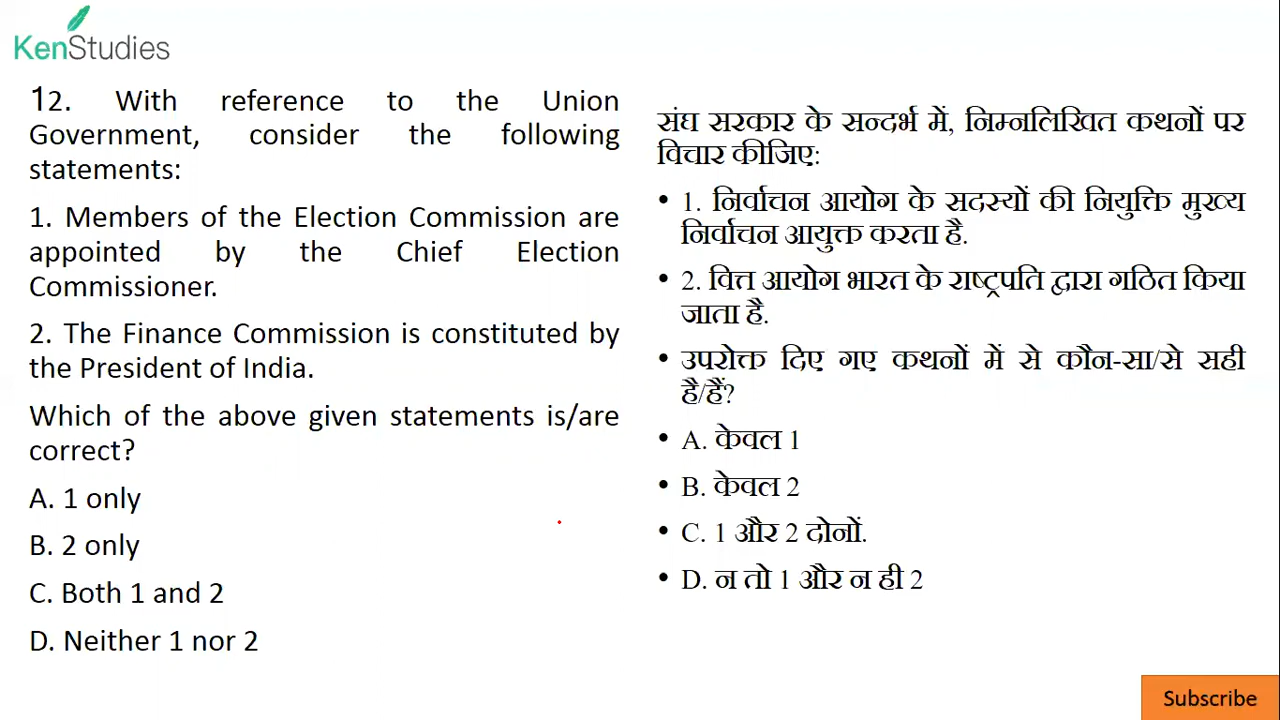 KenStudies
12. With reference to the Union
Government, consider the following
statements:
1. Members of the Election Commission are
appointed by the Chief Election
Commissioner.
2. The Finance Commission is constituted by
the President of India.
Which of the above given statements is/are
correct?
A. 1 only
B. 2 only
C. Both 1 and 2
D. Neither 1 nor 2
संघ सरकार के सन्दर्भ में, निम्नलिखित कथनों पर
विचार कीजिए:
• 1. निर्वाचन आयोग के सदस्यों की नियुक्ति मुख्य
निर्वाचन आयुक्त करता है.
• 2. वित्त आयोग भारत के राष्ट्रपति द्वारा गठित किया
जाता है.
• उपरोक्त दिए गए कथनों में से कौन-सा/से सही
है/हैं?
• A. केवल 1
• B. केवल 2
• C. 1 और 2 दोनों.
• D. न तो 1 और न ही 2
Subscribe